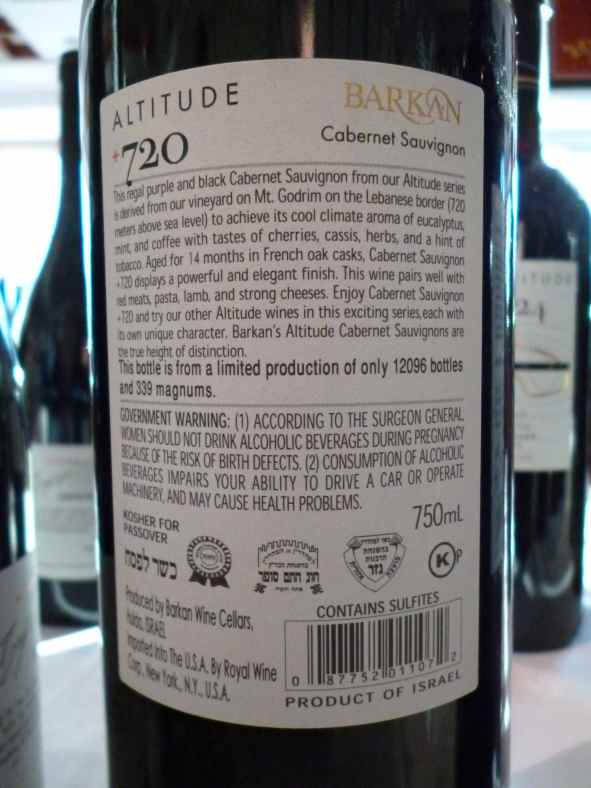 ALTITUDE
+720
BARKAN
Cabernet Sauvignon
This regal purple and black Cabernet Sauvignon from our Altitude series
is derived from our vineyard on Mt. Godrim on the Lebanese border (720
meters above sea level) to achieve its cool climate aroma of eucalyptus,
mint, and coffee with tastes of cherries, cassis, herbs, and a hint of
tobacco. Aged for 14 months in French oak casks, Cabernet Sauvignon
+720 displays a powerful and elegant finish. This wine pairs well with
red meats, pasta, lamb, and strong cheeses. Enjoy Cabernet Sauvignon
+720 and try our other Altitude wines in this exciting series, each with
its own unique character. Barkan's Altitude Cabernet Sauvignons are
the true height of distinction.
This bottle is from a limited production of only 12096 bottles
and 339 magnums.
GOVERNMENT WARNING: (1) ACCORDING TO THE SURGEON GENERAL,
WOMEN SHOULD NOT DRINK ALCOHOLIC BEVERAGES DURING PREGNANCY
BECAUSE OF THE RISK OF BIRTH DEFECTS. (2) CONSUMPTION OF ALCOHOLIC
BEVERAGES IMPAIRS YOUR ABILITY TO DRIVE A CAR OR OPERATE
MACHINERY, AND MAY CAUSE HEALTH PROBLEMS.
750mL
KOSHER FOR
PASSOVER
כשר לפסח
חוג חתם סופר
גזר
K P
Produced by Barkan Wine Cellars,
Hulda, ISRAEL
Imported Into The U.S.A. By Royal Wine
Corp., New York, N.Y., U.S.A.
CONTAINS SULFITES
0 87752 01107 2
PRODUCT OF ISRAEL